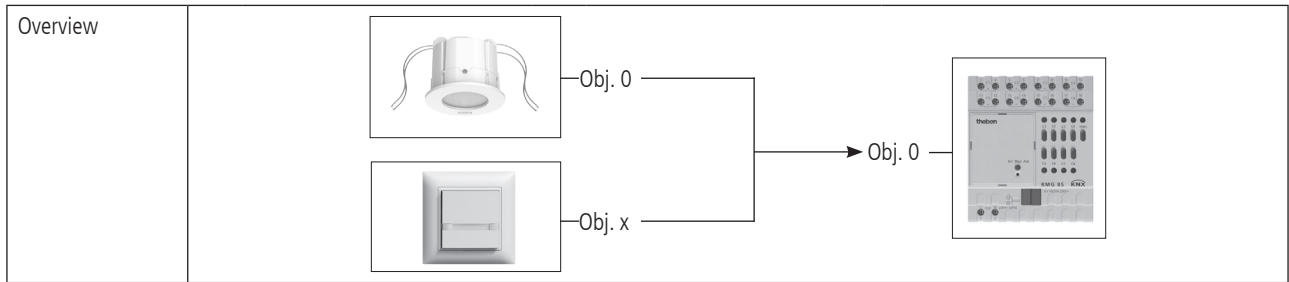 Overview
Obj. 0
Obj. 0
Obj. x
theben
RMG 8S KNX